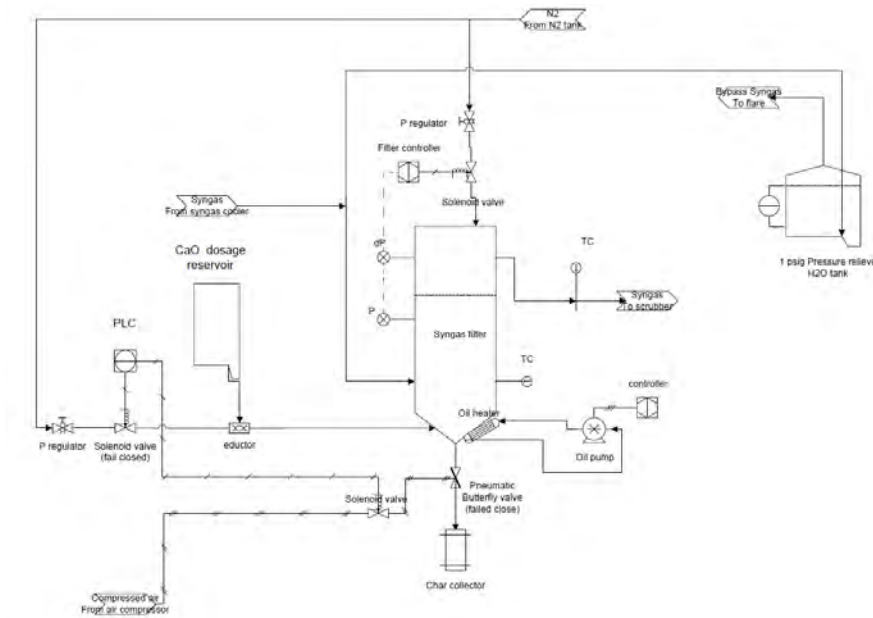 N2
From N2 tank
Bypass Syngas
To flare
P regulator
Filter controller
Solenoid valve
Syngas
From syngas cooler
1 psig Pressure relieve
H2O tank
CaO dosage
reservoir
dP
TC
Syngas
To scrubber
P
Syngas filter
PLC
TC
controller
Oil heater
P regulator
Solenoid valve
(fail closed)
eductor
Oil pump
Pneumatic
Butterfly valve
(failed close)
Solenoid valve
Char collector
Compressed air
From air compressor